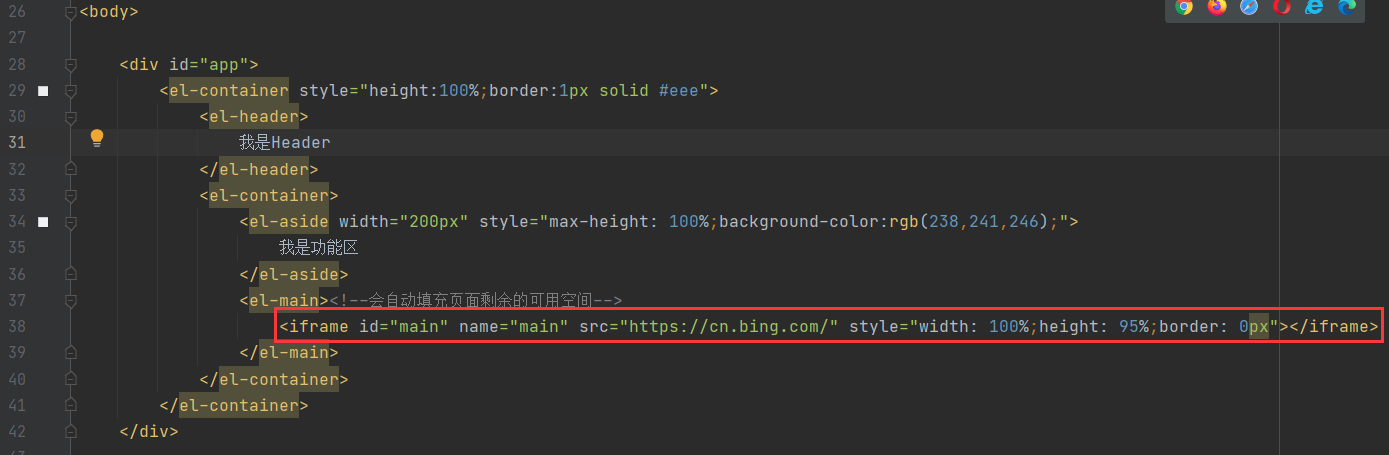 26 <body>
27
28 <div id="app">
29 <el-container style="height:100%;border:1px solid #eee">
30 <el-header>
31 我是Header
32 </el-header>
33 <el-container>
34 <el-aside width="200px" style="max-height: 100%;background-color:rgb(238,241,246);">
35 我是功能区
36 </el-aside>
37 <el-main><!--会自动填充页面剩余的可用空间-->
38 <iframe id="main" name="main" src="https://cn.bing.com/" style="width: 100%;height: 95%;border: 0px"></iframe>
39 </el-main>
40 </el-container>
41 </el-container>
42 </div>